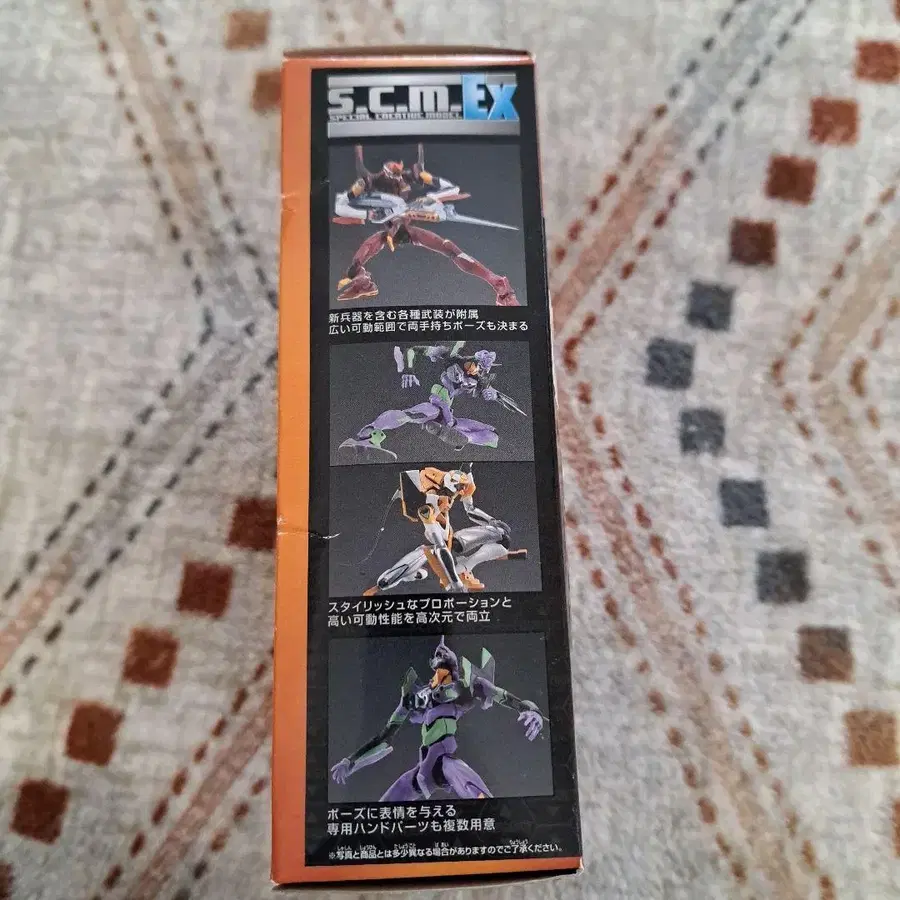 S.C.M.EX
SPECIAL CREATIVE MODEL
新兵器を含む各種武装が附属
広い可動範囲で両手持ちポーズも決まる
スタイリッシュなプロポーションと
高い可動性能を高次元で両立
ポーズに表情を与える
専用ハンドパーツも複数用意
※写真と商品とは多少異なる場合がありますのでご了承ください。